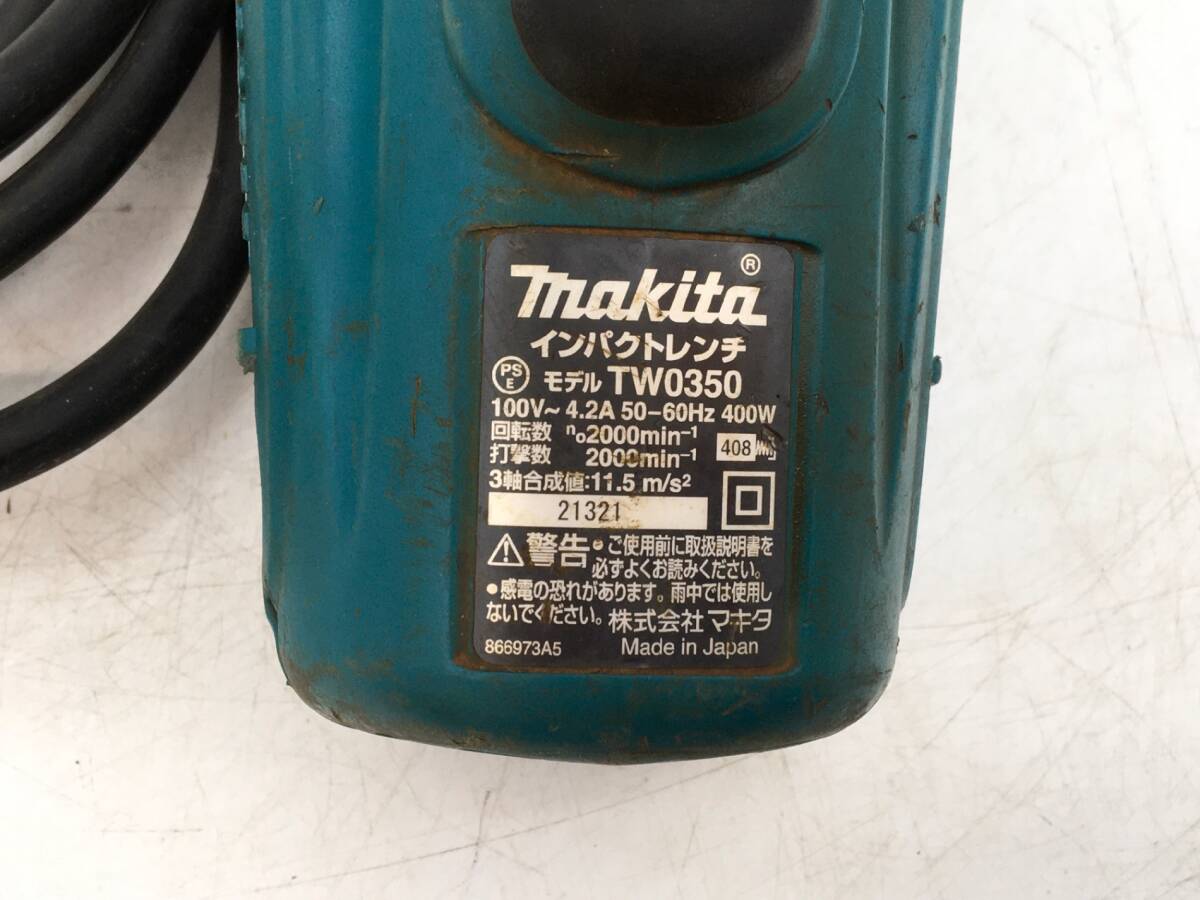 makita®
インパクトレンチ
PS E モデル TW0350
100V~ 4.2A 50-60Hz 400W
回転数 n₀2000min⁻¹
打撃数 2000min⁻¹
408
3軸合成値:11.5 m/s²
21321
警告 • ご使用前に取扱説明書を
必ずよくお読みください。
• 感電の恐れがあります。雨中では使用し
ないでください。 株式会社 マキタ
866973A5 Made in Japan